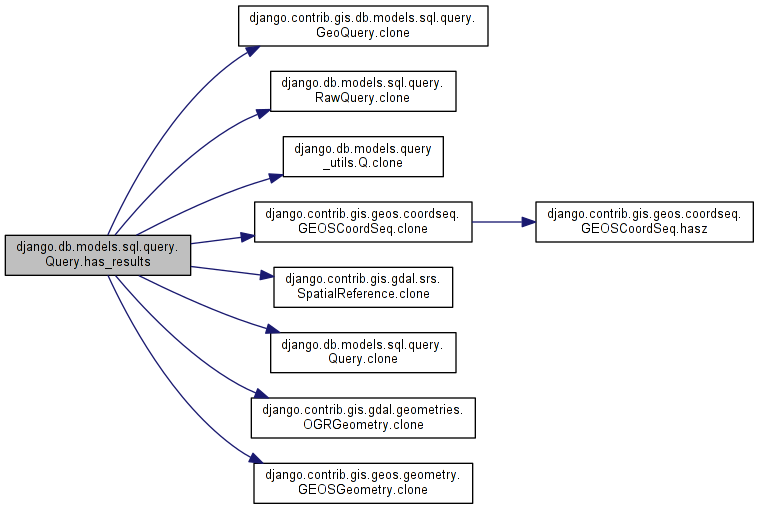 django.contrib.gis.db.models.sql.query.
GeoQuery.clone
django.db.models.sql.query.
RawQuery.clone
django.db.models.query
_utils.Q.clone
django.contrib.gis.geos.coordseq.
GEOSCoordSeq.clone
django.contrib.gis.geos.coordseq.
GEOSCoordSeq.hasz
django.db.models.sql.query.
Query.has_results
django.contrib.gis.gdal.srs.
SpatialReference.clone
django.db.models.sql.query.
Query.clone
django.contrib.gis.gdal.geometries.
OGRGeometry.clone
django.contrib.gis.geos.geometry.
GEOSGeometry.clone